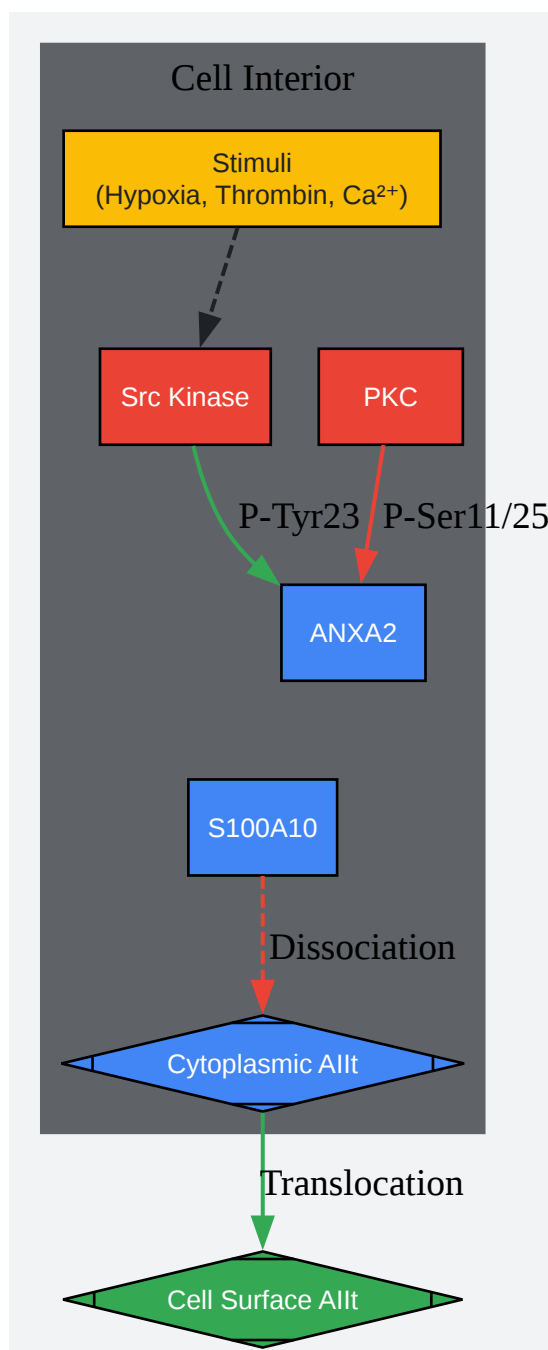 Cell Interior
Stimuli
(Hypoxia, Thrombin, Ca²⁺)
Src Kinase
PKC
P-Tyr23
P-Ser11/25
ANXA2
S100A10
Dissociation
Cytoplasmic AIIt
Translocation
Cell Surface AIIt